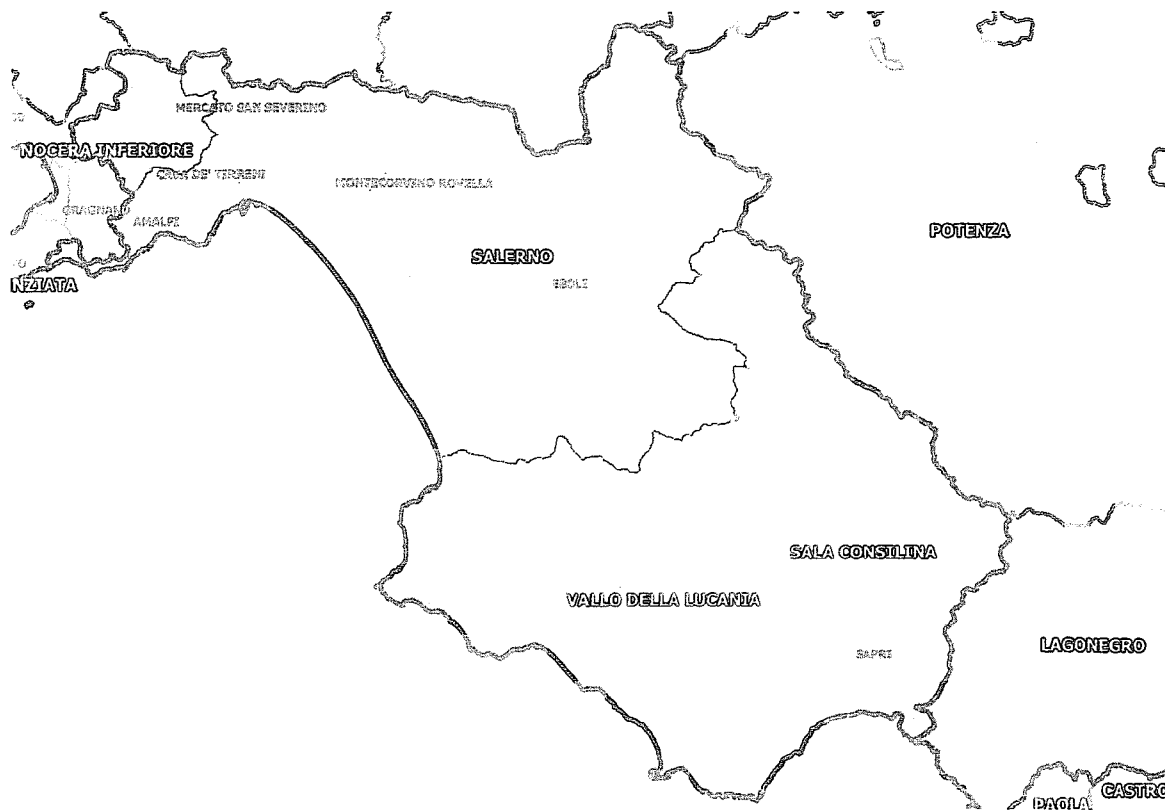 MERCATO SAN SEVERINO
NOCERA INFERIORE
CAVA DE' TIRRENI
MONTECORVINO ROVELLA
GRAGNANO
AMALFI
POTENZA
SALERNO
NZIATA
EBOLI
SALA CONSILINA
VALLO DELLA LUCANIA
LAGONEGRO
SAPRI
CASTRO
PAOLA